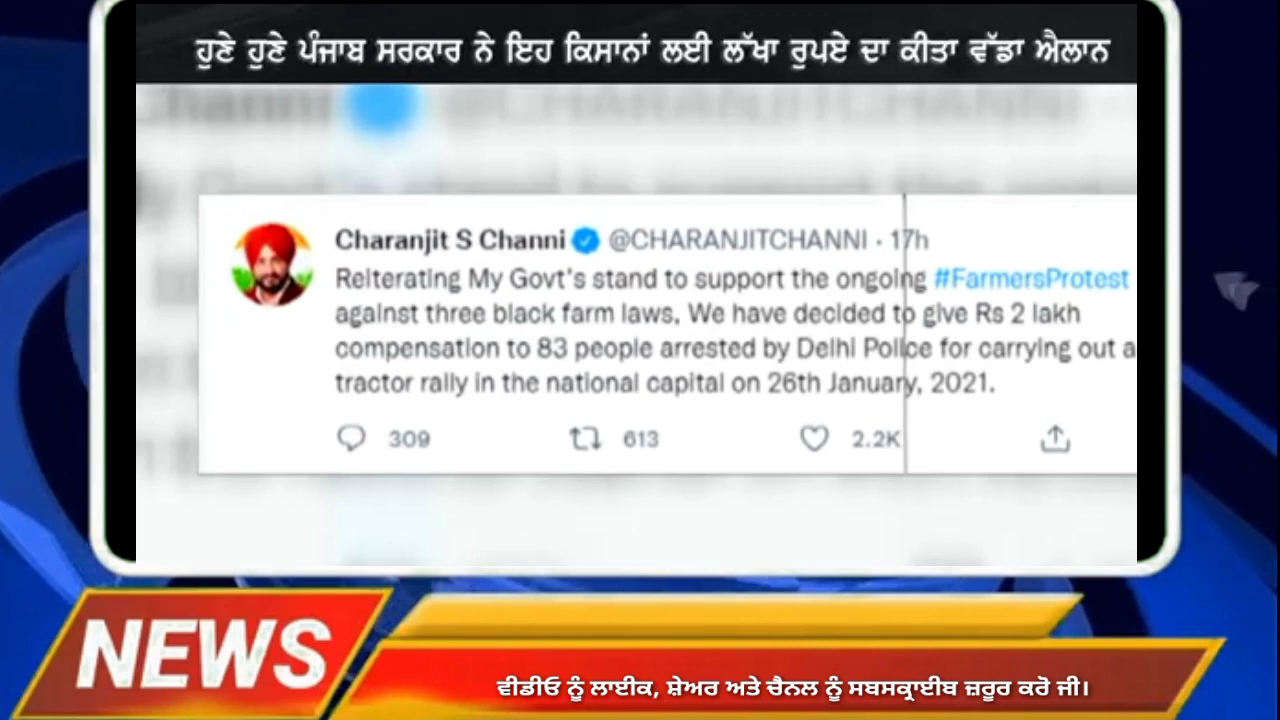 ਹੁਣੇ ਹੁਣੇ ਪੰਜਾਬ ਸਰਕਾਰ ਨੇ ਇਹ ਕਿਸਾਨਾਂ ਲਈ ਲੱਖਾ ਰੁਪਏ ਦਾ ਕੀਤਾ ਵੱਡਾ ਐਲਾਨ
Charanjit S Channi @CHARANJITCHANNI · 17h
Reiterating My Govt's stand to support the ongoing #FarmersProtest
against three black farm laws, We have decided to give Rs 2 lakh
compensation to 83 people arrested by Delhi Police for carrying out a
tractor rally in the national capital on 26th January, 2021.
309 613 2.2K
NEWS
ਵੀਡੀਓ ਨੂੰ ਲਾਈਕ, ਸ਼ੇਅਰ ਅਤੇ ਚੈਨਲ ਨੂੰ ਸਬਸਕ੍ਰਾਈਬ ਜ਼ਰੂਰ ਕਰੋ ਜੀ।